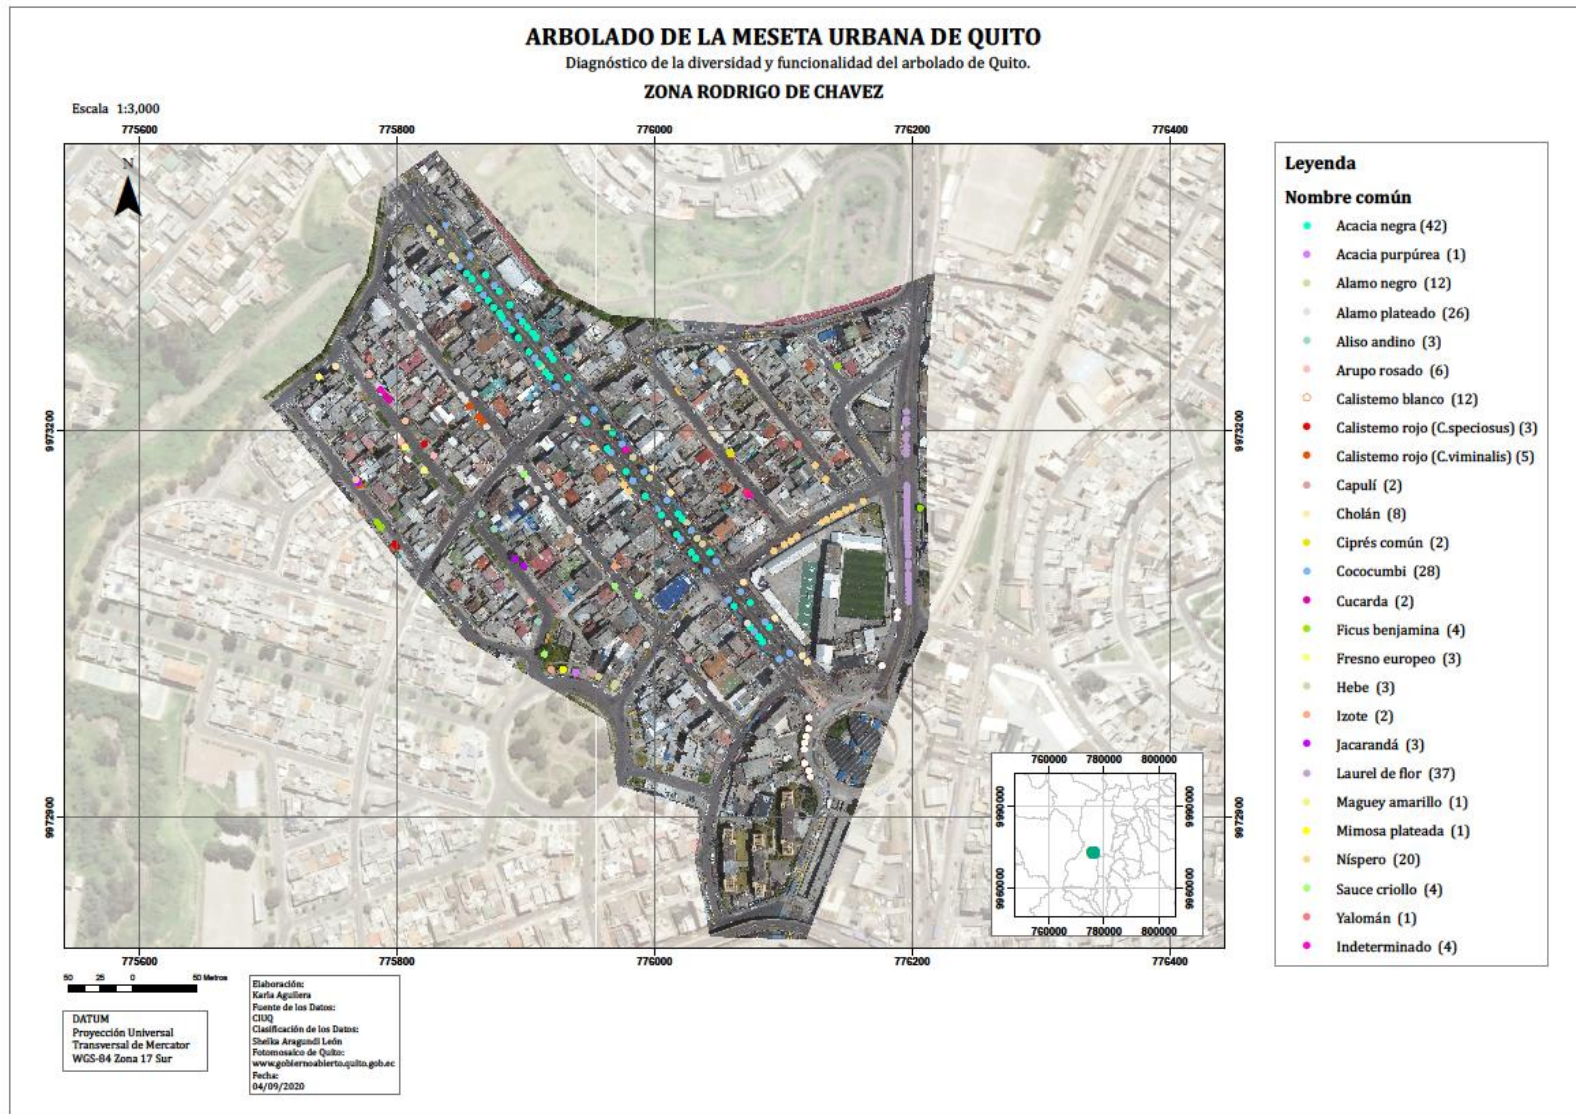 ARBOLADO DE LA MESETA URBANA DE QUITO
Diagnóstico de la diversidad y funcionalidad del arbolado de Quito.
ZONA RODRIGO DE CHAVEZ
Escala 1:3,000
775600 775800 776000 776200 776400
N
9973200 9973200
9972900 9972900
775600 775800 776000 776200 776400
760000 780000 800000
9990000 9990000
9960000 9960000
760000 780000 800000
Leyenda
Nombre común
Acacia negra (42)
Acacia purpúrea (1)
Alamo negro (12)
Alamo plateado (26)
Aliso andino (3)
Arupo rosado (6)
Calistemo blanco (12)
Calistemo rojo (C.speciosus) (3)
Calistemo rojo (C.viminalis) (5)
Capulí (2)
Cholán (8)
Ciprés común (2)
Cococumbi (28)
Cucarda (2)
Ficus benjamina (4)
Fresno europeo (3)
Hebe (3)
Izote (2)
Jacarandá (3)
Laurel de flor (37)
Maguey amarillo (1)
Mimosa plateada (1)
Níspero (20)
Sauce criollo (4)
Yalomán (1)
Indeterminado (4)
50 25 0 50 Metros
DATUM
Proyección Universal
Transversal de Mercator
WGS-84 Zona 17 Sur
Elaboración:
Karla Aguilera
Fuente de los Datos:
CIUQ
Clasificación de los Datos:
Sheika Aragundi León
Fotomosaico de Quito:
www.gobiernoabierto.quito.gob.ec
Fecha:
04/09/2020